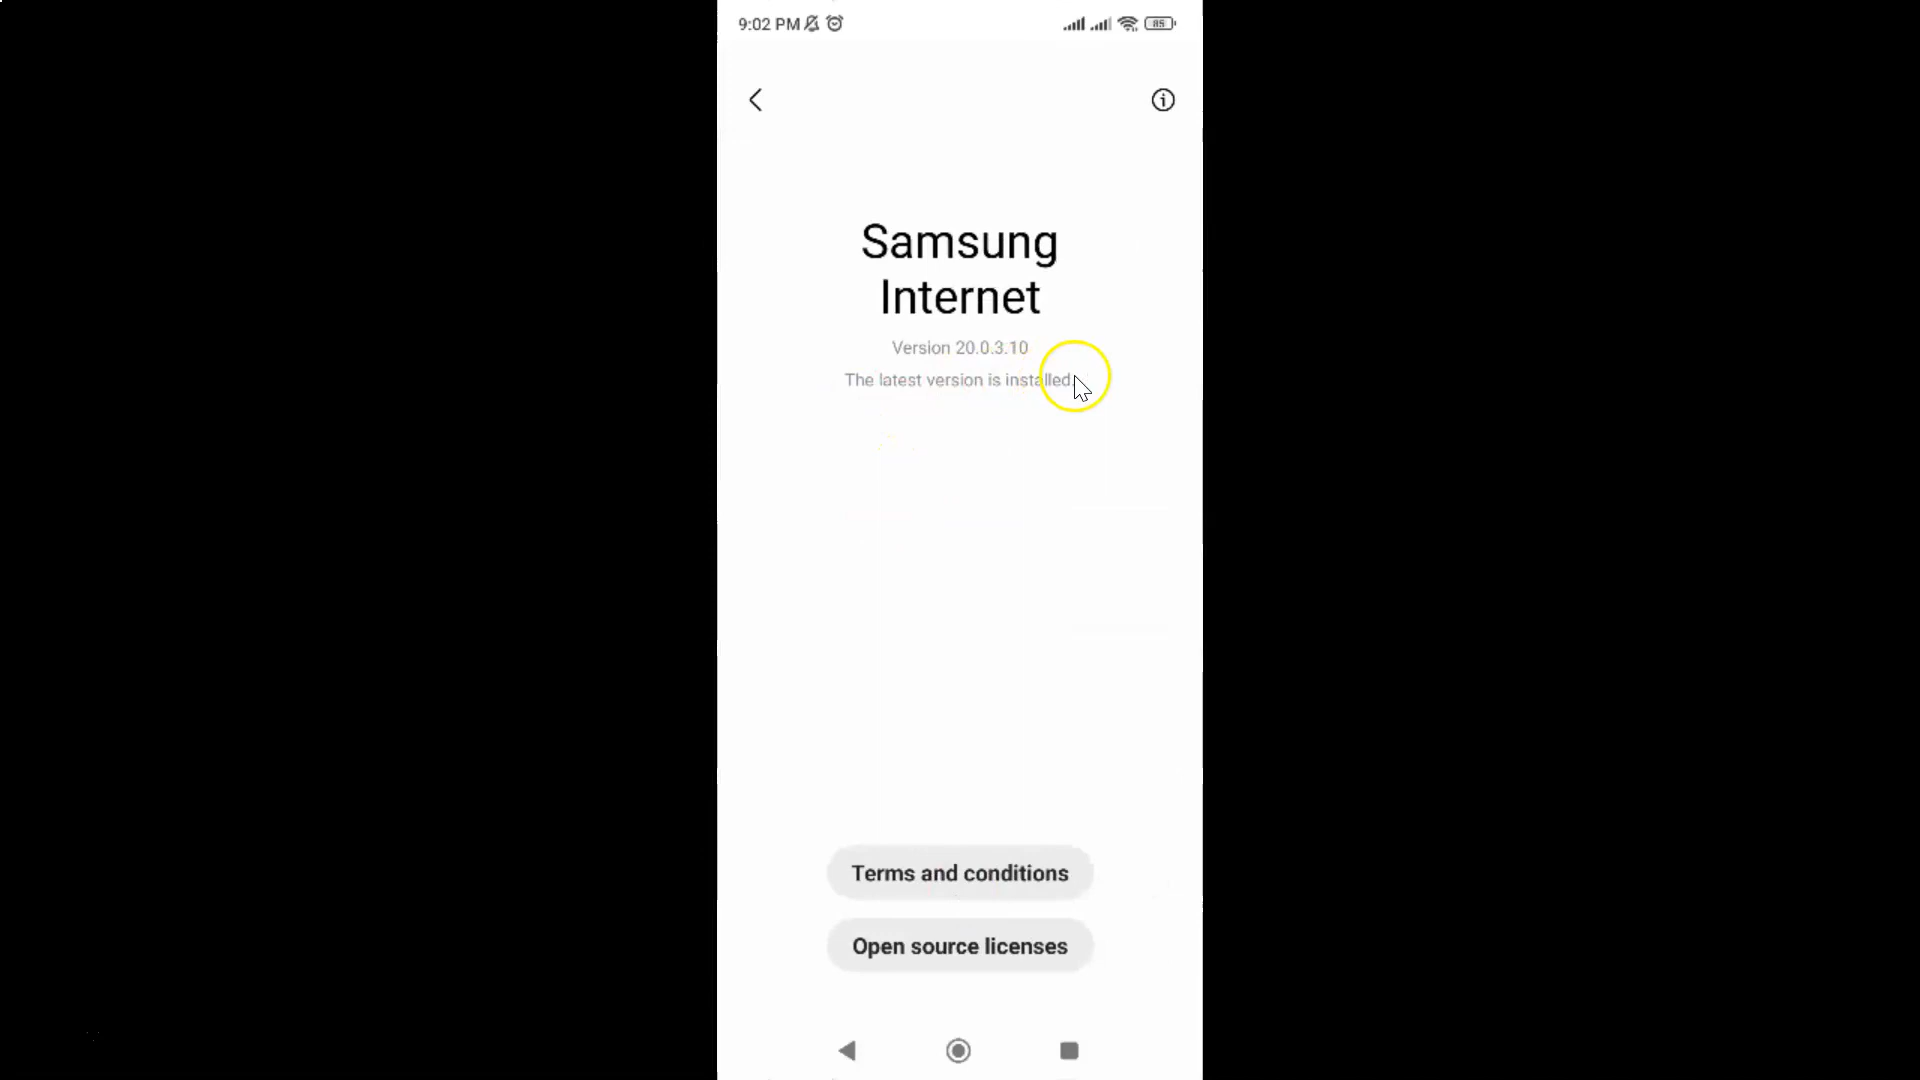 9:02 PM
85
Samsung
Internet
Version 20.0.3.10
The latest version is installed.
Terms and conditions
Open source licenses